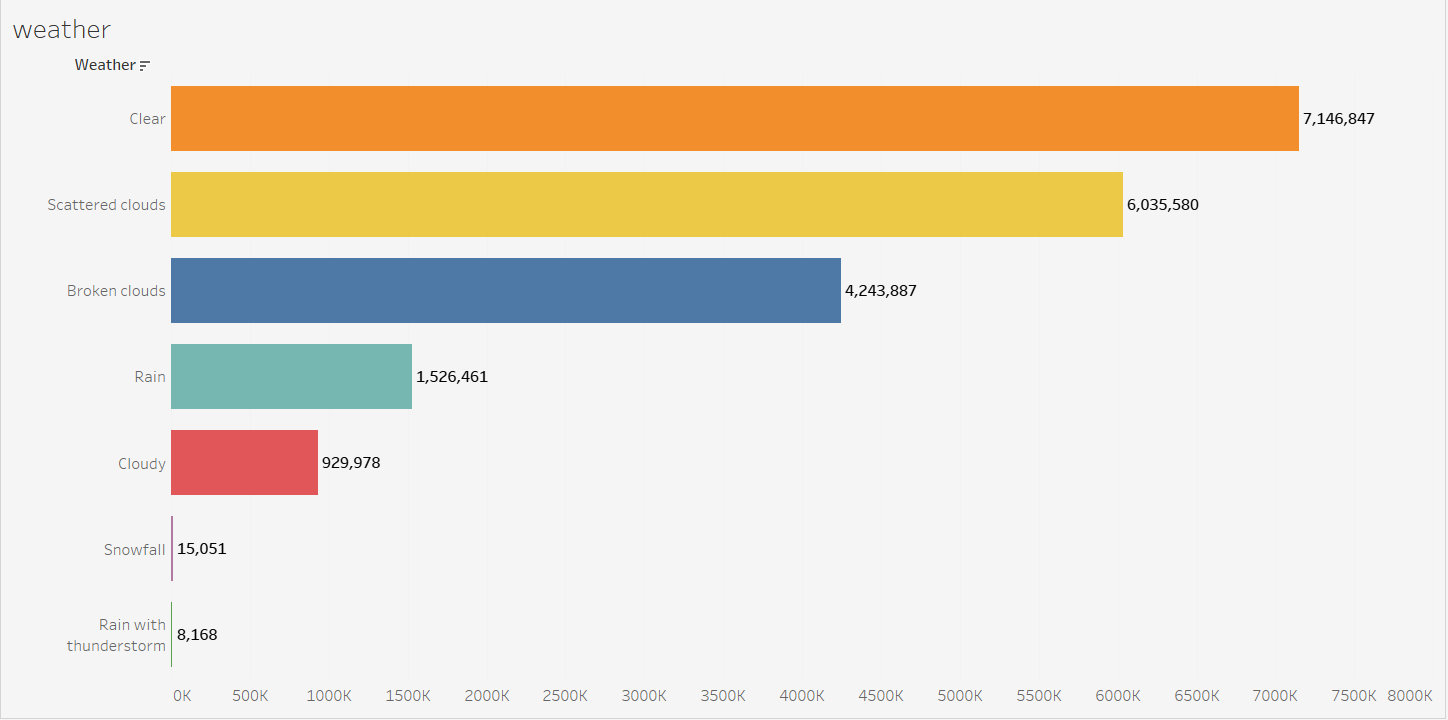 weather
Weather
Clear
7,146,847
Scattered clouds
6,035,580
Broken clouds
4,243,887
Rain
1,526,461
Cloudy
929,978
Snowfall
15,051
Rain with
thunderstorm
8,168
0K 500K 1000K 1500K 2000K 2500K 3000K 3500K 4000K 4500K 5000K 5500K 6000K 6500K 7000K 7500K 8000K